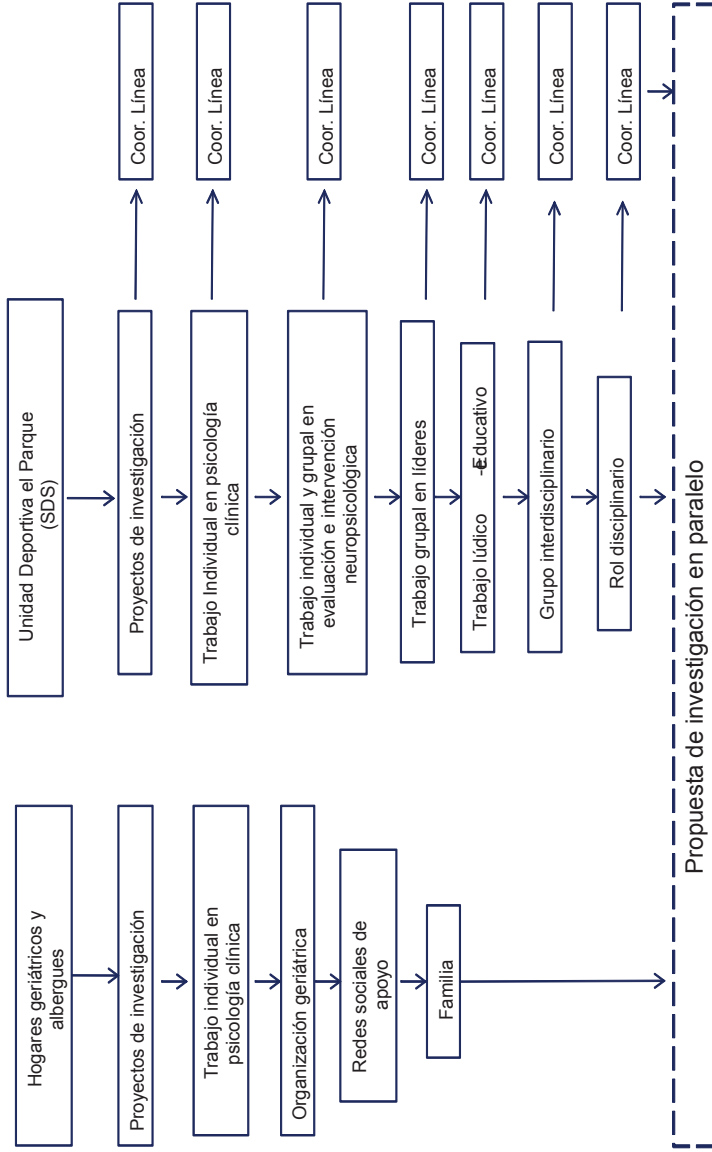 Hogares geriátricos y
albergues
Proyectos de investigación
Trabajo individual en
psicología clínica
Organización geriátrica
Redes sociales de
apoyo
Familia
Unidad Deportiva el Parque
(SDS)
Proyectos de investigación
Coor. Línea
Trabajo Individual en psicología
clínica
Coor. Línea
Trabajo individual y grupal en
evaluación e intervención
neuropsicológica
Coor. Línea
Trabajo grupal en líderes
Coor. Línea
Trabajo lúdico -Educativo
Coor. Línea
Grupo interdisciplinario
Coor. Línea
Rol disciplinario
Coor. Línea
Propuesta de investigación en paralelo